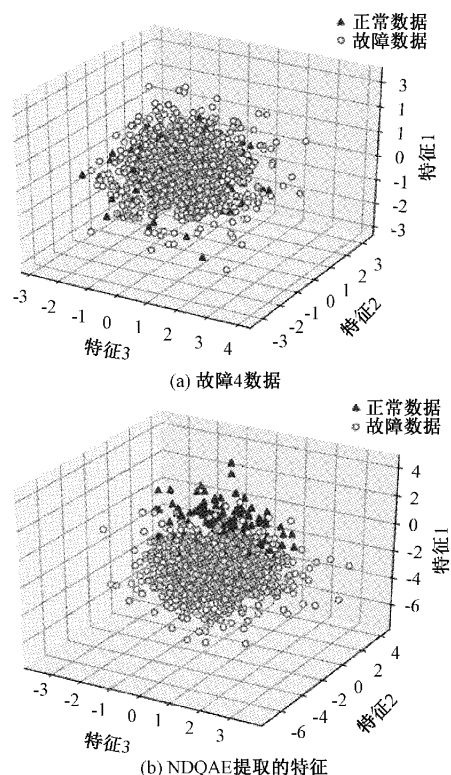 正常数据
故障数据
3
1
1
0
-1
-2
-3
特征1
-3 -2 -1 0 1 2 3 4
特征3
-3 -2 -1 0 1 2 3
特征2
(a) 故障4数据
正常数据
故障数据
4
2
0
-2
-4
-6
特征1
-3 -2 -1 0 1 2 3
特征3
-6 -4 -2 0 2 4
特征2
(b) NDQAE提取的特征